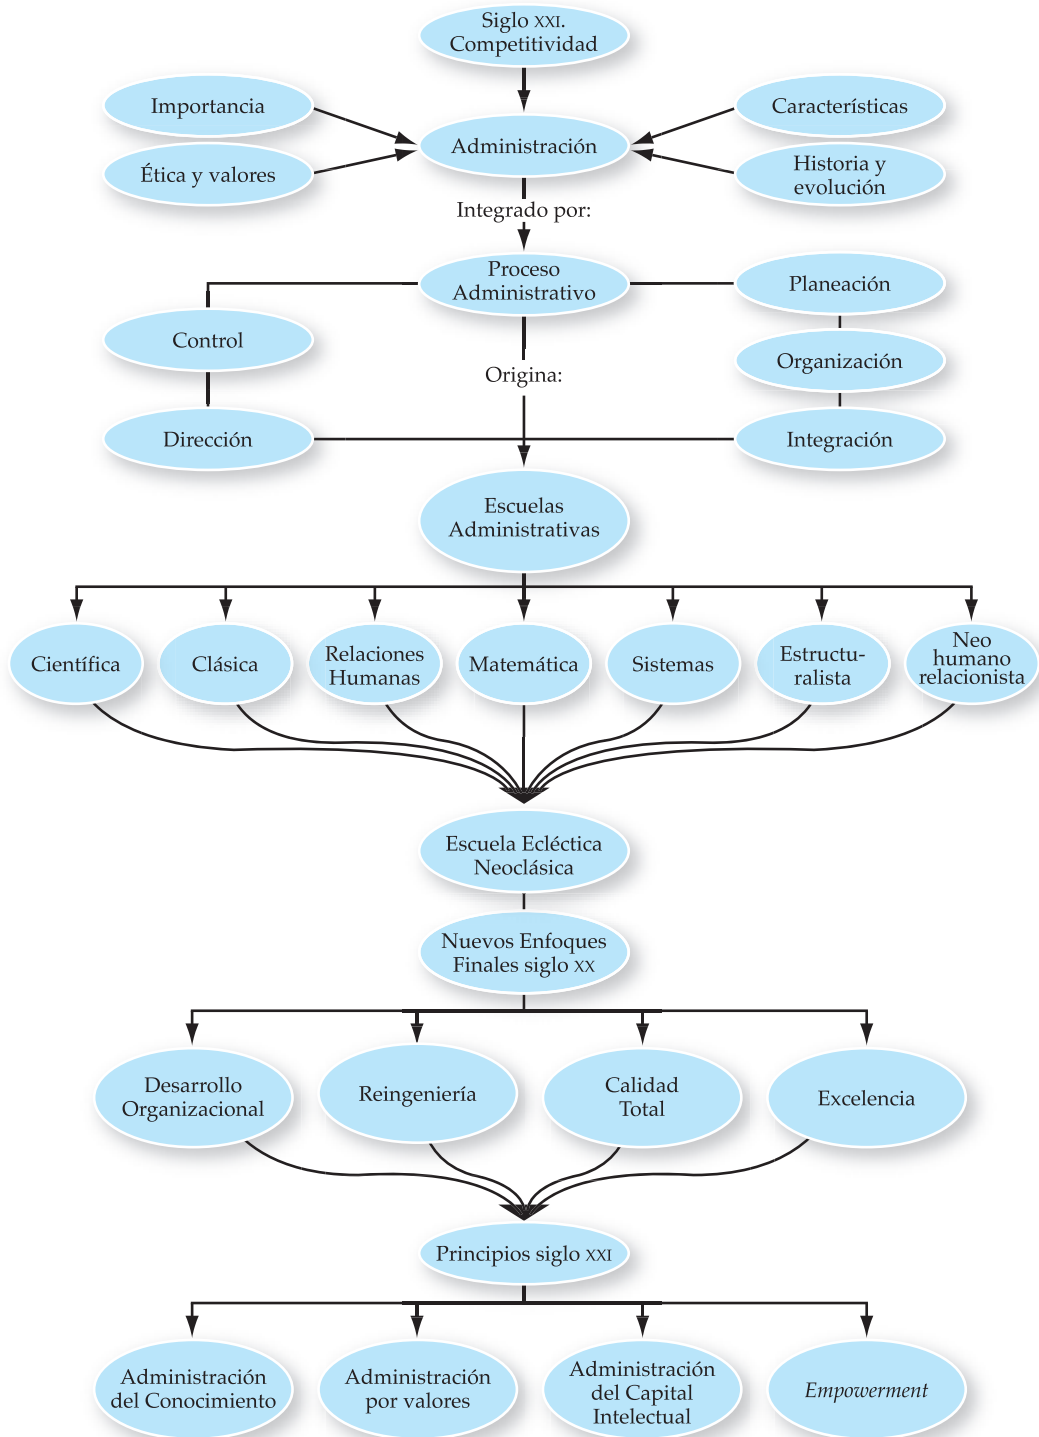 Siglo XXI.
Competitividad
Importancia
Características
Administración
Ética y valores
Historia y
evolución
Integrado por:
Proceso
Administrativo
Planeación
Control
Organización
Origina:
Dirección
Integración
Escuelas
Administrativas
Científica
Clásica
Relaciones
Humanas
Matemática
Sistemas
Estructu-
ralista
Neo
humano
relacionista
Escuela Ecléctica
Neoclásica
Nuevos Enfoques
Finales siglo XX
Desarrollo
Organizacional
Reingeniería
Calidad
Total
Excelencia
Principios siglo XXI
Administración
del Conocimiento
Administración
por valores
Administración
del Capital
Intelectual
Empowerment